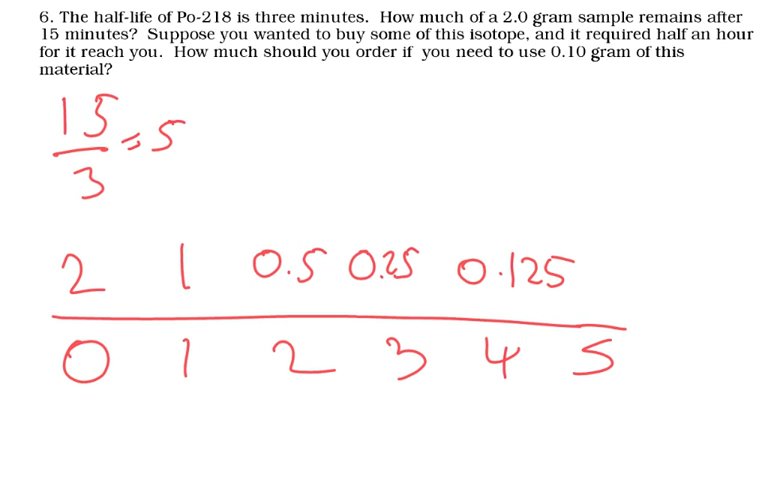 6. The half-life of Po-218 is three minutes.  How much of a 2.0 gram sample remains after
15 minutes?  Suppose you wanted to buy some of this isotope, and it required half an hour
for it reach you.  How much should you order if  you need to use 0.10 gram of this
material?
15
3
= 5
2 1 0.5 0.25 0.125
0 1 2 3 4 5